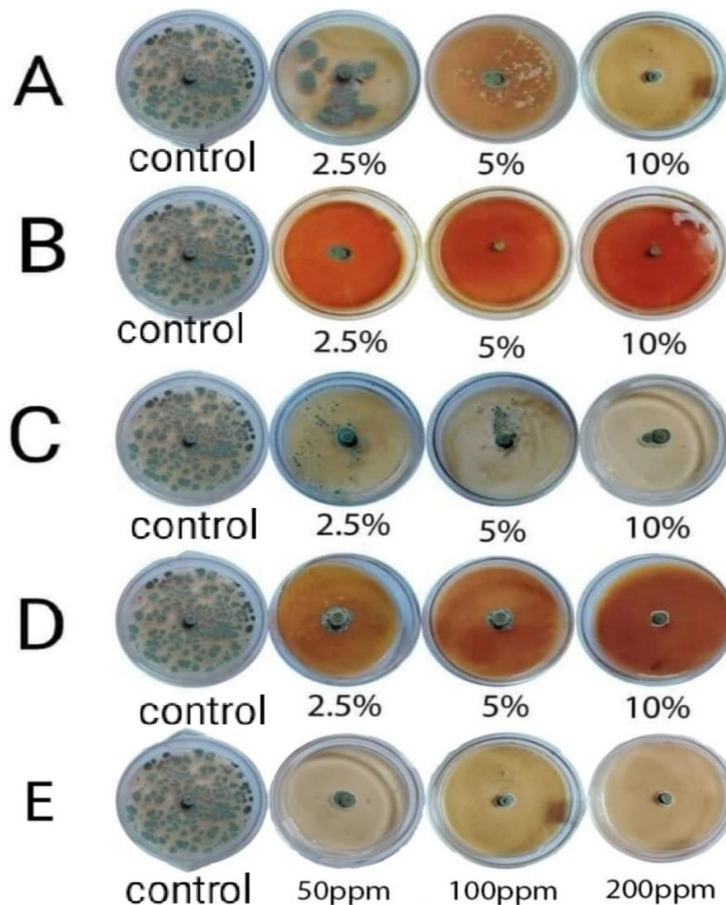 A
control 2.5% 5% 10%
B
control 2.5% 5% 10%
C
control 2.5% 5% 10%
D
control 2.5% 5% 10%
E
control 50ppm 100ppm 200ppm